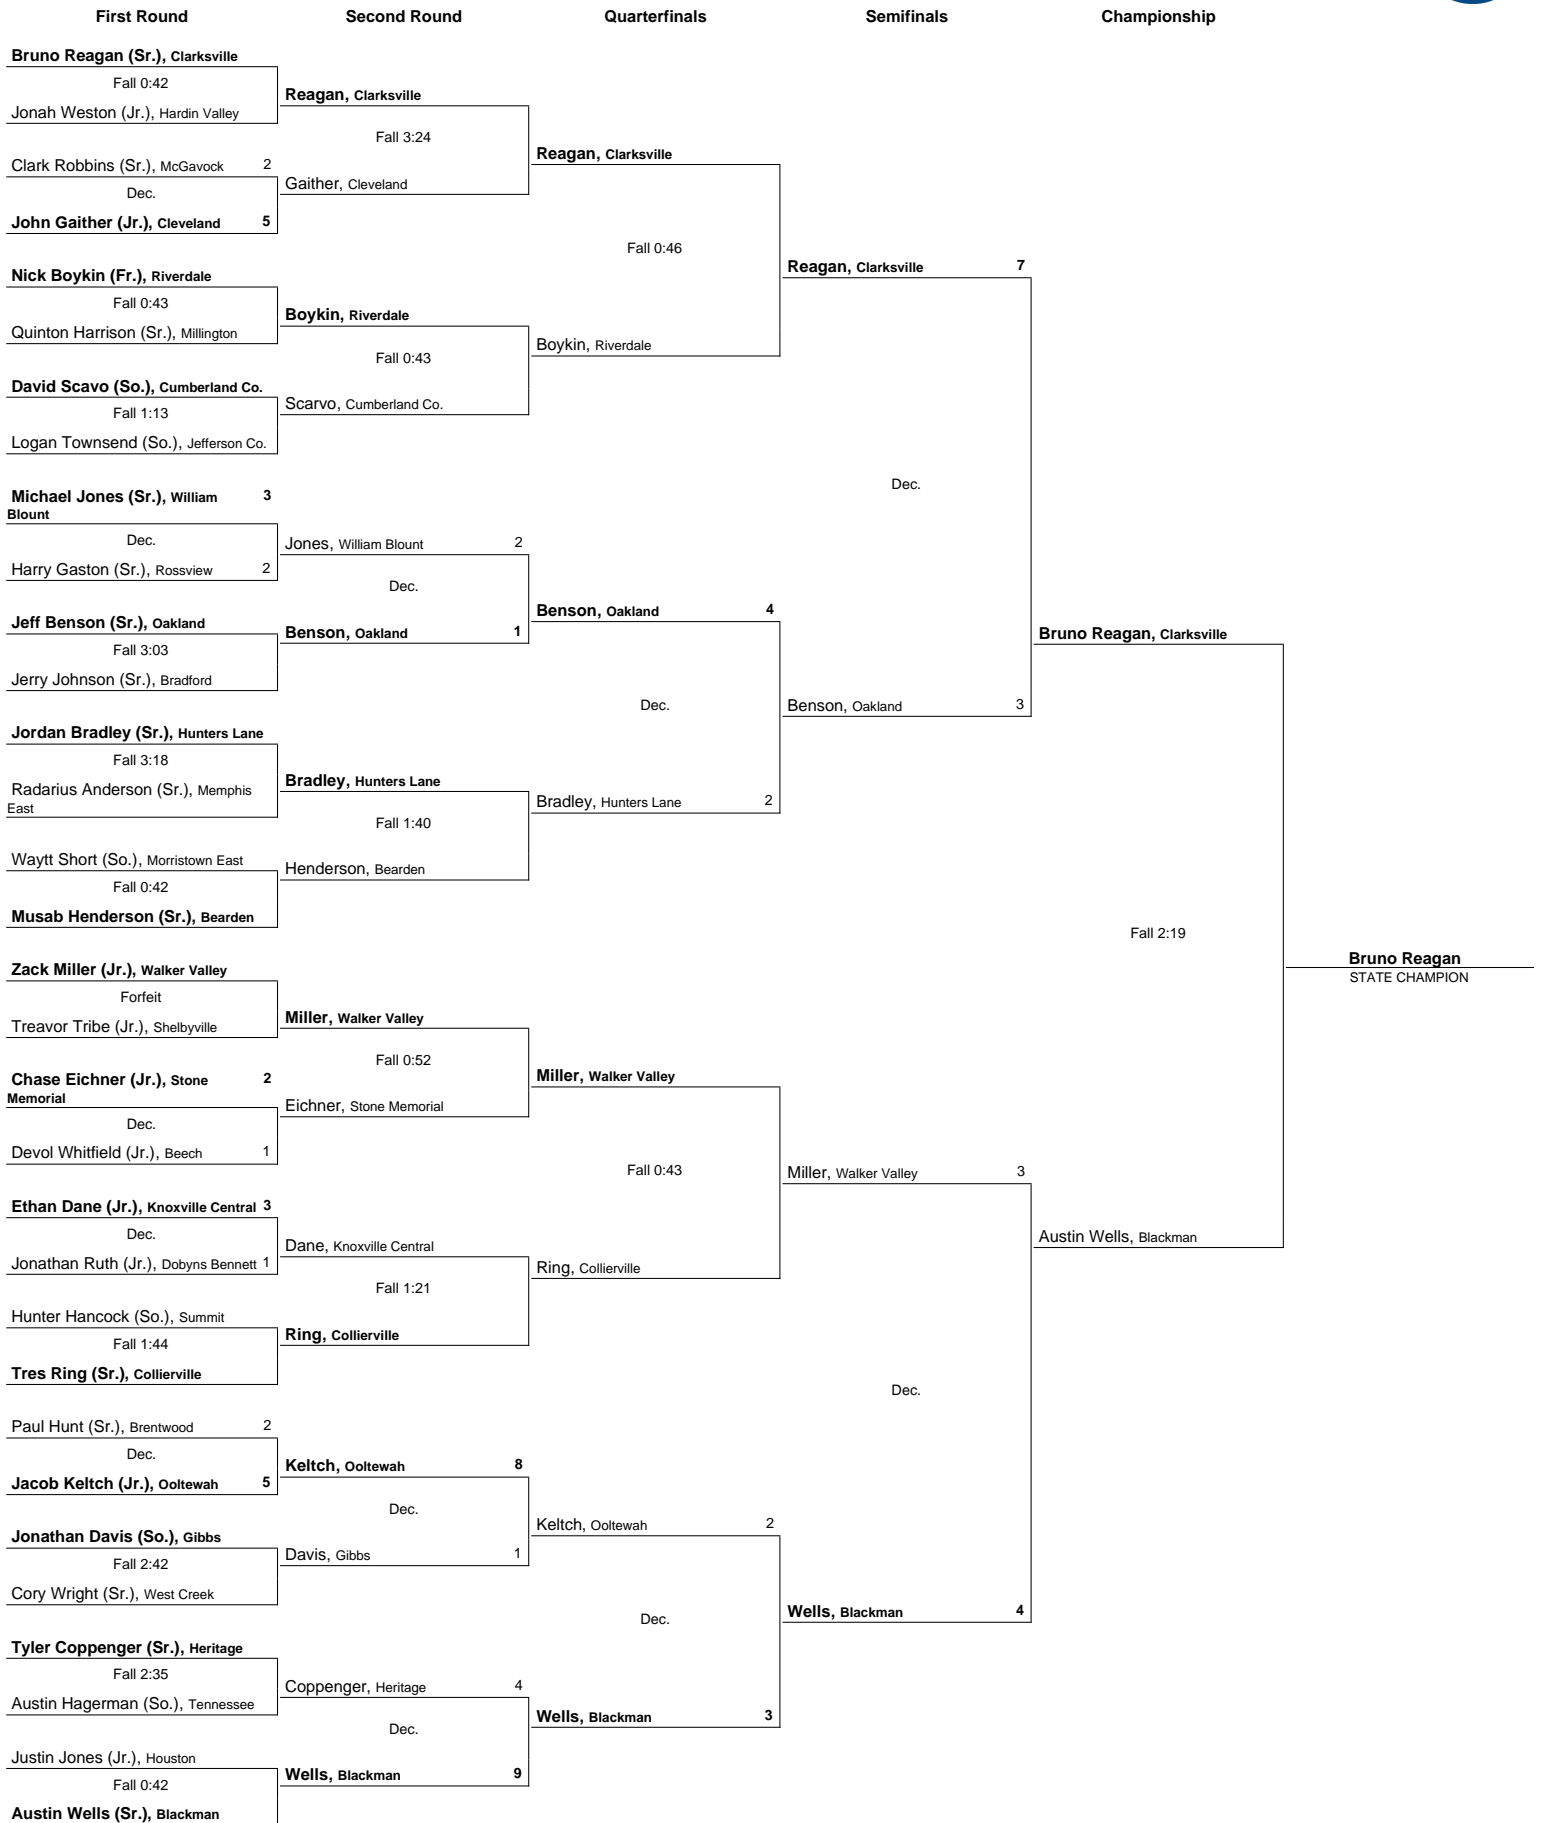 First Round
Second Round
Quarterfinals
Semifinals
Championship
Bruno Reagan (Sr.), Clarksville
Fall 0:42
Jonah Weston (Jr.), Hardin Valley
Clark Robbins (Sr.), McGavock 2
Dec.
John Gaither (Jr.), Cleveland 5
Nick Boykin (Fr.), Riverdale
Fall 0:43
Quinton Harrison (Sr.), Millington
David Scavo (So.), Cumberland Co.
Fall 1:13
Logan Townsend (So.), Jefferson Co.
Michael Jones (Sr.), William 3
Blount
Dec.
Harry Gaston (Sr.), Rossview 2
Jeff Benson (Sr.), Oakland
Fall 3:03
Jerry Johnson (Sr.), Bradford
Jordan Bradley (Sr.), Hunters Lane
Fall 3:18
Radarius Anderson (Sr.), Memphis
East
Waytt Short (So.), Morristown East
Fall 0:42
Musab Henderson (Sr.), Bearden
Zack Miller (Jr.), Walker Valley
Forfeit
Treavor Tribe (Jr.), Shelbyville
Chase Eichner (Jr.), Stone 2
Memorial
Dec.
Devol Whitfield (Jr.), Beech 1
Ethan Dane (Jr.), Knoxville Central 3
Dec.
Jonathan Ruth (Jr.), Dobyns Bennett 1
Hunter Hancock (So.), Summit
Fall 1:44
Tres Ring (Sr.), Collierville
Paul Hunt (Sr.), Brentwood 2
Dec.
Jacob Keltch (Jr.), Ooltewah 5
Jonathan Davis (So.), Gibbs
Fall 2:42
Cory Wright (Sr.), West Creek
Tyler Coppenger (Sr.), Heritage
Fall 2:35
Austin Hagerman (So.), Tennessee
Justin Jones (Jr.), Houston
Fall 0:42
Austin Wells (Sr.), Blackman
Reagan, Clarksville
Fall 3:24
Gaither, Cleveland
Boykin, Riverdale
Fall 0:43
Scarvo, Cumberland Co.
Jones, William Blount 2
Dec.
Benson, Oakland 1
Bradley, Hunters Lane
Fall 1:40
Henderson, Bearden
Miller, Walker Valley
Fall 0:52
Eichner, Stone Memorial
Dane, Knoxville Central
Fall 1:21
Ring, Collierville
Keltch, Ooltewah 8
Dec.
Davis, Gibbs 1
Coppenger, Heritage 4
Dec.
Wells, Blackman 9
Reagan, Clarksville
Fall 0:46
Boykin, Riverdale
Benson, Oakland 4
Dec.
Bradley, Hunters Lane 2
Miller, Walker Valley
Fall 0:43
Ring, Collierville
Keltch, Ooltewah 2
Dec.
Wells, Blackman 3
Reagan, Clarksville 7
Dec.
Benson, Oakland 3
Miller, Walker Valley 3
Dec.
Wells, Blackman 4
Bruno Reagan, Clarksville
Fall 2:19
Austin Wells, Blackman
Bruno Reagan
STATE CHAMPION